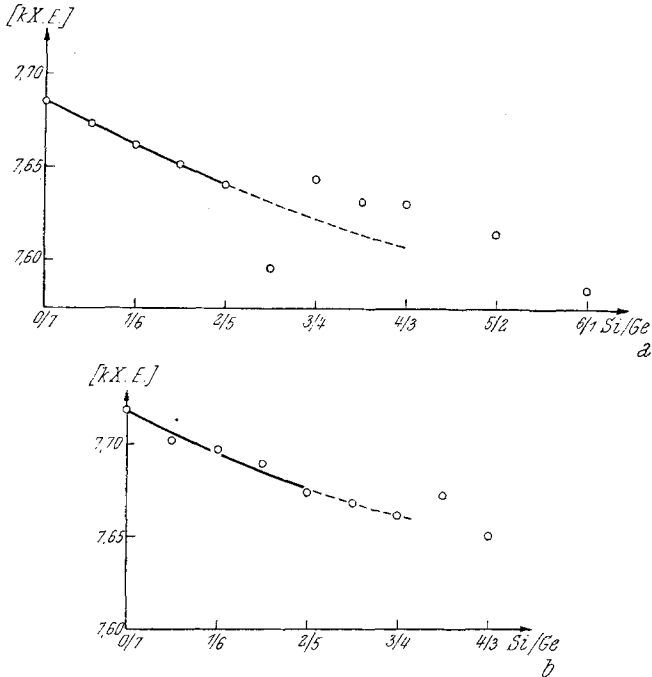 [kX.E.]
7,70
7,65
7,60
0/7 1/6 2/5 3/4 4/3 5/2 6/1 Si/Ge
a
[kX.E.]
7,70
7,65
7,60
0/7 1/6 2/5 3/4 4/3 Si/Ge
b